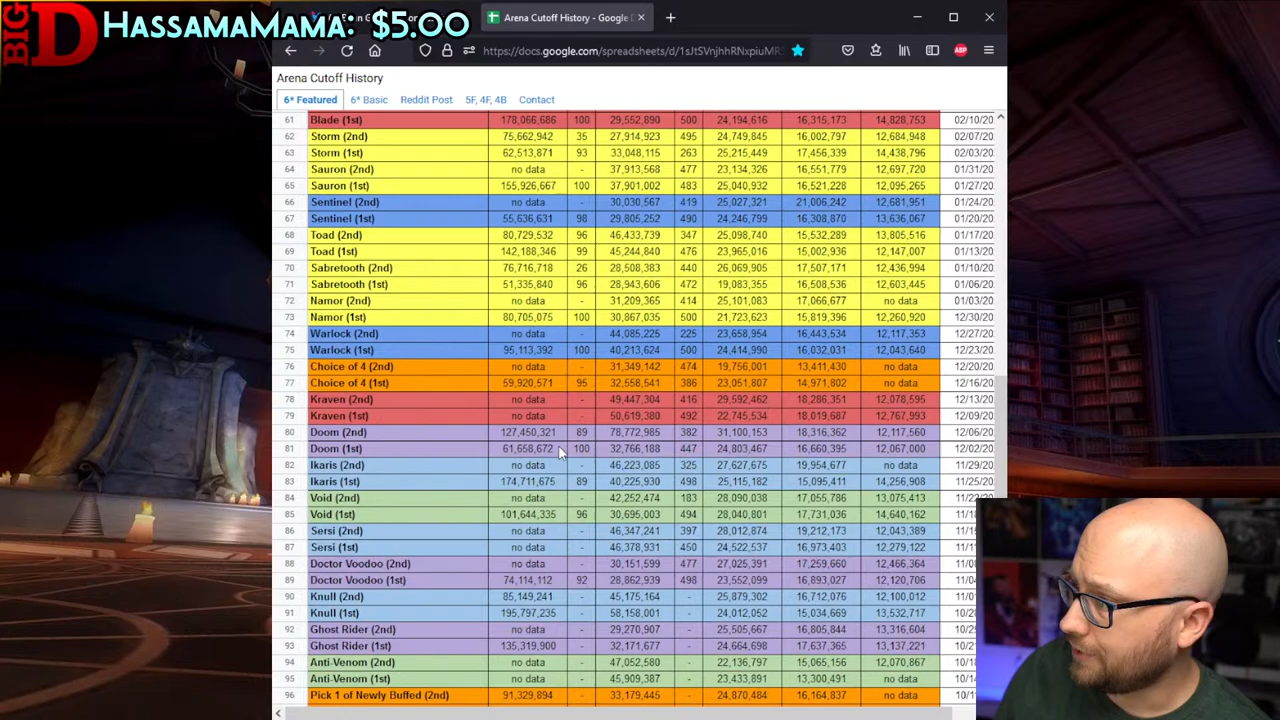 BIG D HASSAMAMAMA: $5.00
Arena Cutoff History - Google
https://docs.google.com/spreadsheets/d/1sJtSVnjhhRNxpiuMR
ABP
Arena Cutoff History
6* Featured 6* Basic Reddit Post 5F, 4F, 4B Contact
61 Blade (1st) 178,066,686 100 29,552,890 500 24,194,616 16,315,173 14,828,753 02/10/20
62 Storm (2nd) 75,662,942 35 27,914,923 495 24,749,845 16,002,797 12,684,948 02/07/20
63 Storm (1st) 62,513,871 93 33,048,115 263 25,215,449 17,456,339 14,438,796 02/03/20
64 Sauron (2nd) no data - 37,913,568 477 23,134,326 16,551,779 12,697,720 01/31/20
65 Sauron (1st) 155,926,667 100 37,901,002 483 25,040,932 16,521,228 12,095,265 01/27/20
66 Sentinel (2nd) no data - 30,030,567 419 25,027,321 21,006,242 12,681,951 01/24/20
67 Sentinel (1st) 55,636,631 98 29,805,252 490 24,246,799 16,308,870 13,636,067 01/20/20
68 Toad (2nd) 80,729,532 96 46,433,739 347 25,098,740 15,532,289 13,805,516 01/17/20
69 Toad (1st) 142,188,346 99 45,244,840 476 23,965,016 15,002,936 12,147,007 01/13/20
70 Sabretooth (2nd) 76,716,718 26 28,508,383 440 26,069,905 17,507,171 12,436,994 01/10/20
71 Sabretooth (1st) 51,335,840 96 28,943,606 472 19,083,355 16,508,536 12,603,445 01/06/20
72 Namor (2nd) no data - 31,209,365 414 25,101,083 17,066,677 no data 01/03/20
73 Namor (1st) 80,705,075 100 30,867,035 492 21,723,623 15,819,396 12,260,920 12/30/20
74 Warlock (2nd) no data - 44,085,225 225 23,658,954 16,443,534 12,117,353 12/27/20
75 Warlock (1st) 95,113,392 100 40,213,624 500 24,414,990 16,032,031 12,043,640 12/23/20
76 Choice of 4 (2nd) no data - 31,349,142 474 19,756,001 13,411,430 no data 12/20/20
77 Choice of 4 (1st) 59,920,571 95 32,558,541 386 23,051,807 14,971,802 no data 12/16/20
78 Kraven (2nd) no data - 49,447,304 416 29,592,462 18,286,351 12,078,595 12/13/20
79 Kraven (1st) no data - 50,619,380 492 22,745,534 18,019,687 12,767,993 12/09/20
80 Doom (2nd) 127,450,321 89 78,772,985 382 31,100,153 18,312,936 12,117,560 12/06/20
81 Doom (1st) 61,658,672 100 32,766,188 447 24,803,467 16,660,395 12,067,000 12/02/20
82 Ikaris (2nd) no data - 46,223,085 325 27,627,675 19,954,677 no data 11/29/20
83 Ikaris (1st) 174,711,675 89 40,225,930 498 25,115,182 15,095,411 14,256,908 11/25/20
84 Void (2nd) no data - 42,252,474 183 28,090,038 17,055,786 13,075,413 11/22
85 Void (1st) 101,644,335 96 30,695,003 494 28,040,801 17,731,036 14,640,162 11/18
86 Sersi (2nd) no data - 46,347,241 397 28,012,874 19,212,173 12,043,389 11/15
87 Sersi (1st) no data - 46,378,931 450 24,522,537 16,973,403 12,279,122 11/11
88 Doctor Voodoo (2nd) no data - 30,151,599 477 27,025,391 17,259,660 12,466,364 11/08
89 Doctor Voodoo (1st) 74,114,112 92 28,862,939 498 23,552,099 16,893,027 12,120,706 11/04
90 Knull (2nd) 85,149,241 - 45,175,164 - 25,879,302 16,712,076 12,100,012 11/01
91 Knull (1st) 195,797,235 - 58,158,001 - 24,012,052 15,034,669 13,532,717 10/28
92 Ghost Rider (2nd) no data - 29,270,907 - 25,505,667 16,805,844 13,316,604 10/25
93 Ghost Rider (1st) 135,319,900 - 32,171,677 - 24,664,698 17,637,365 13,111,297 10/21
94 Anti-Venom (2nd) no data - 47,052,580 - 22,136,797 15,065,156 12,070,867 10/18
95 Anti-Venom (1st) no data - 45,909,387 - 23,433,891 13,300,491 no data 10/14
96 Pick 1 of Newly Buffed (2nd) 91,329,894 - 33,179,445 - 24,870,484 16,164,837 no data 10/11